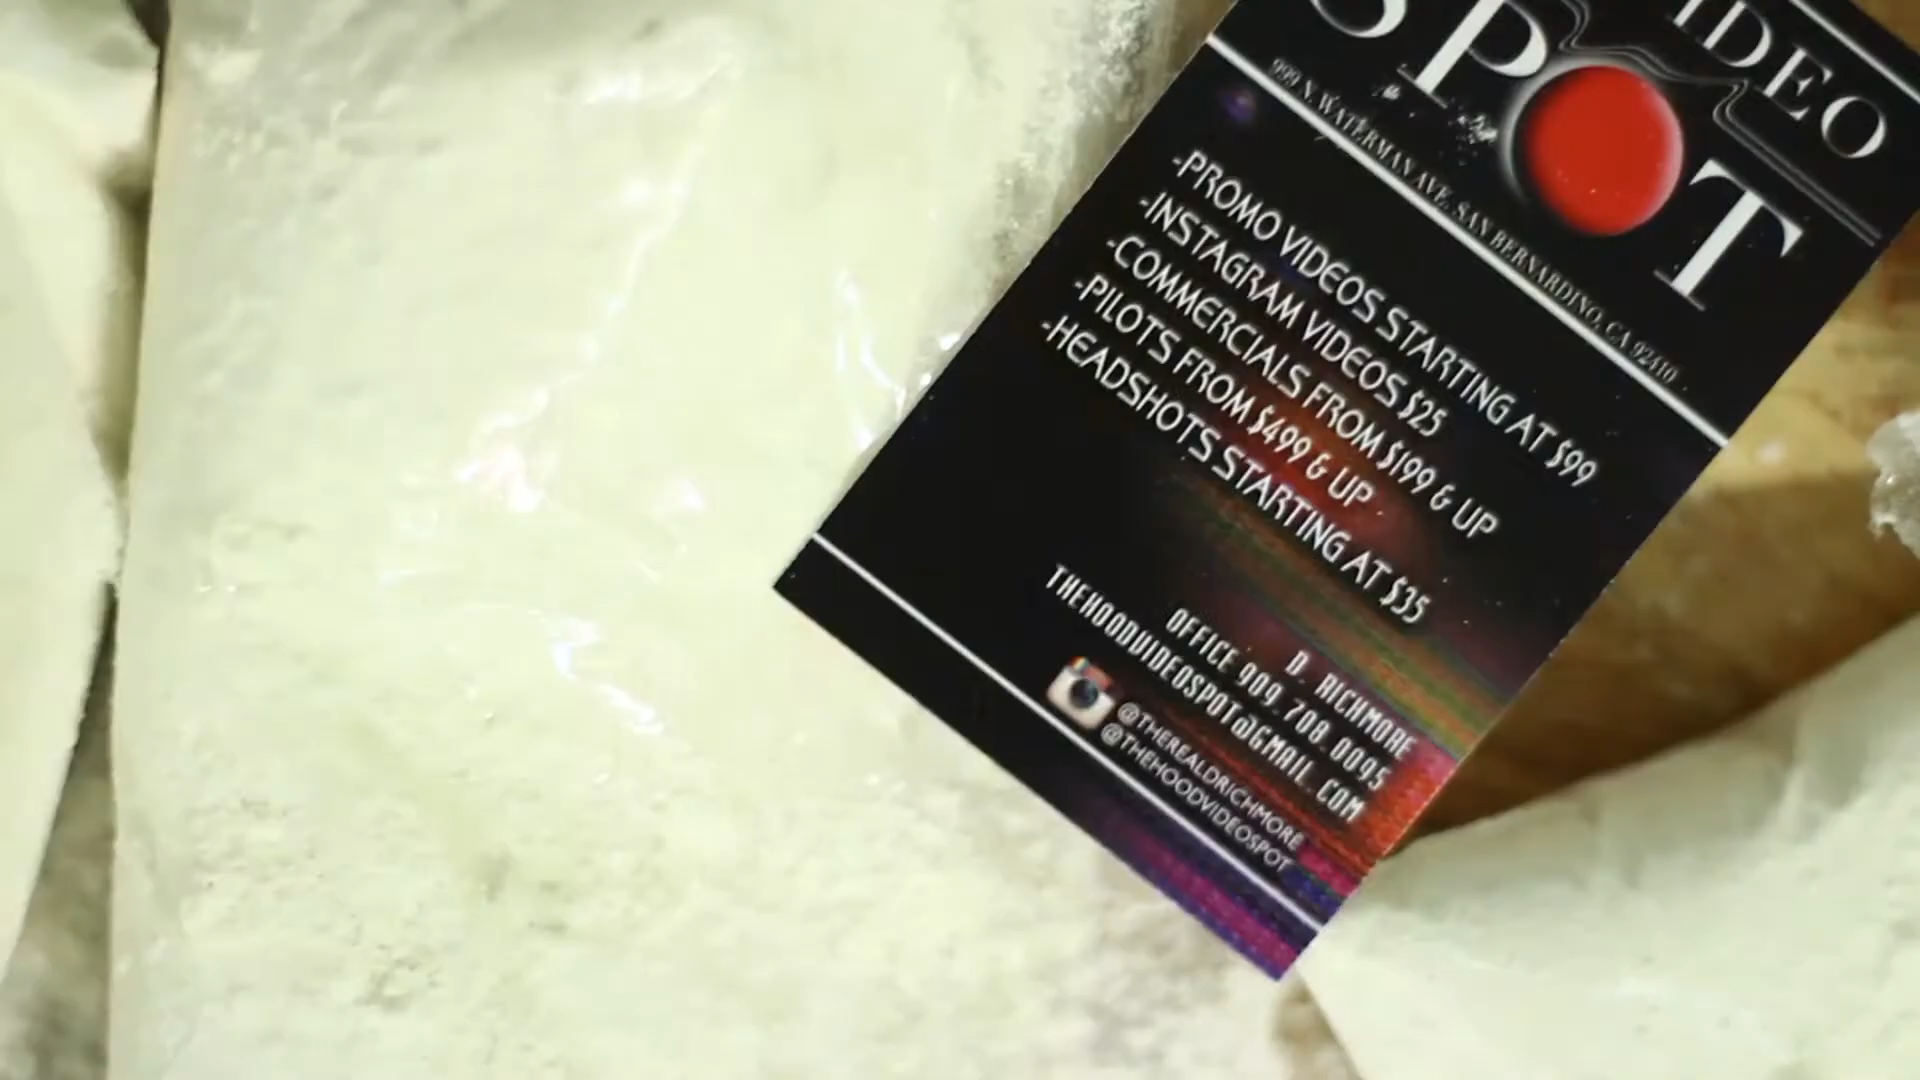 IDEO
SPOT
999 N. WATERMAN AVE. SAN BERNARDINO, CA 92410
-PROMO VIDEOS STARTING AT $99
-INSTAGRAM VIDEOS $25
-COMMERCIALS FROM $199 & UP
-PILOTS FROM $499 & UP
-HEADSHOTS STARTING AT $35
D. RICHMORE
OFFICE 909.708.0095
THEHOODVIDEOSPOT@GMAIL.COM
@THEREALDRICHMORE
@THEHOODVIDEOSPOT